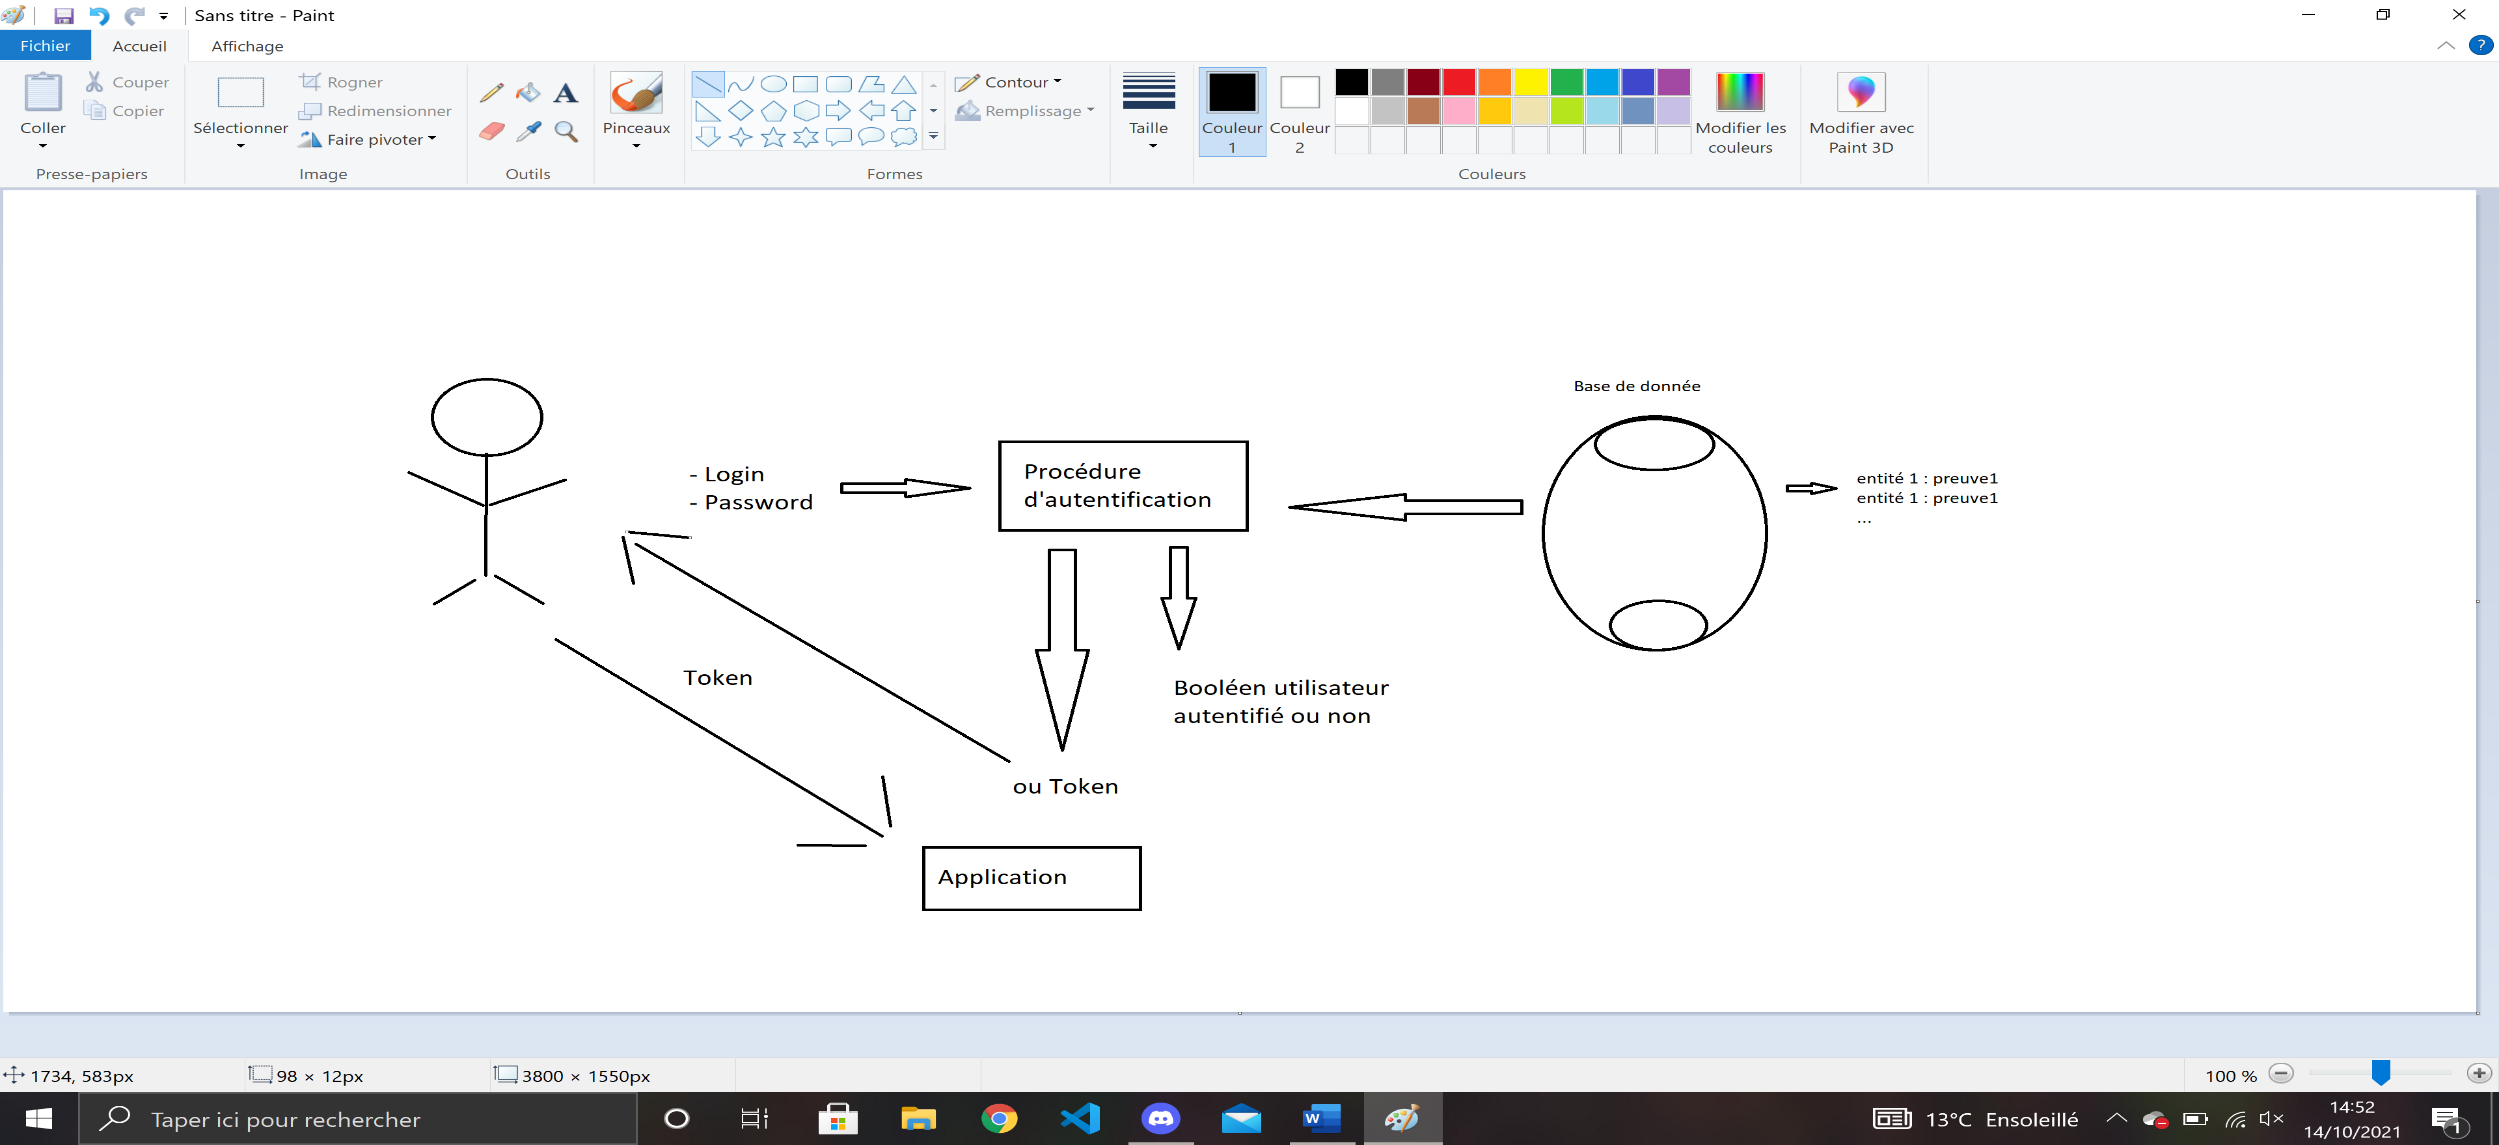 Sans titre - Paint
Fichier
Accueil
Affichage
Coller
Couper
Copier
Presse-papiers
Sélectionner
Rogner
Redimensionner
Faire pivoter
Image
Outils
Pinceaux
Formes
Contour
Remplissage
Taille
Couleur
1
Couleur
2
Couleurs
Modifier les
couleurs
Modifier avec
Paint 3D
Base de donnée
- Login
- Password
Procédure
d'autentification
entité 1 : preuve1
entité 1 : preuve1
...
Token
Booléen utilisateur
autentifié ou non
ou Token
Application
1734, 583px
98 × 12px
3800 × 1550px
100 %
Taper ici pour rechercher
13°C Ensoleillé
14:52
14/10/2021
1